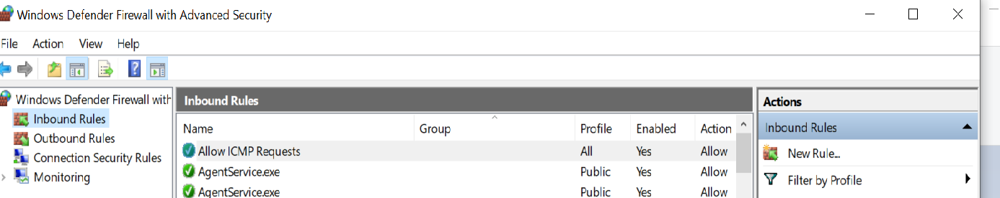 Windows Defender Firewall with Advanced Security
File Action View Help
Windows Defender Firewall with
Inbound Rules
Outbound Rules
Connection Security Rules
Monitoring
Inbound Rules
Name Group Profile Enabled Action
Allow ICMP Requests All Yes Allow
AgentService.exe Public Yes Allow
AgentService.exe Public Yes Allow
Actions
Inbound Rules
New Rule...
Filter by Profile